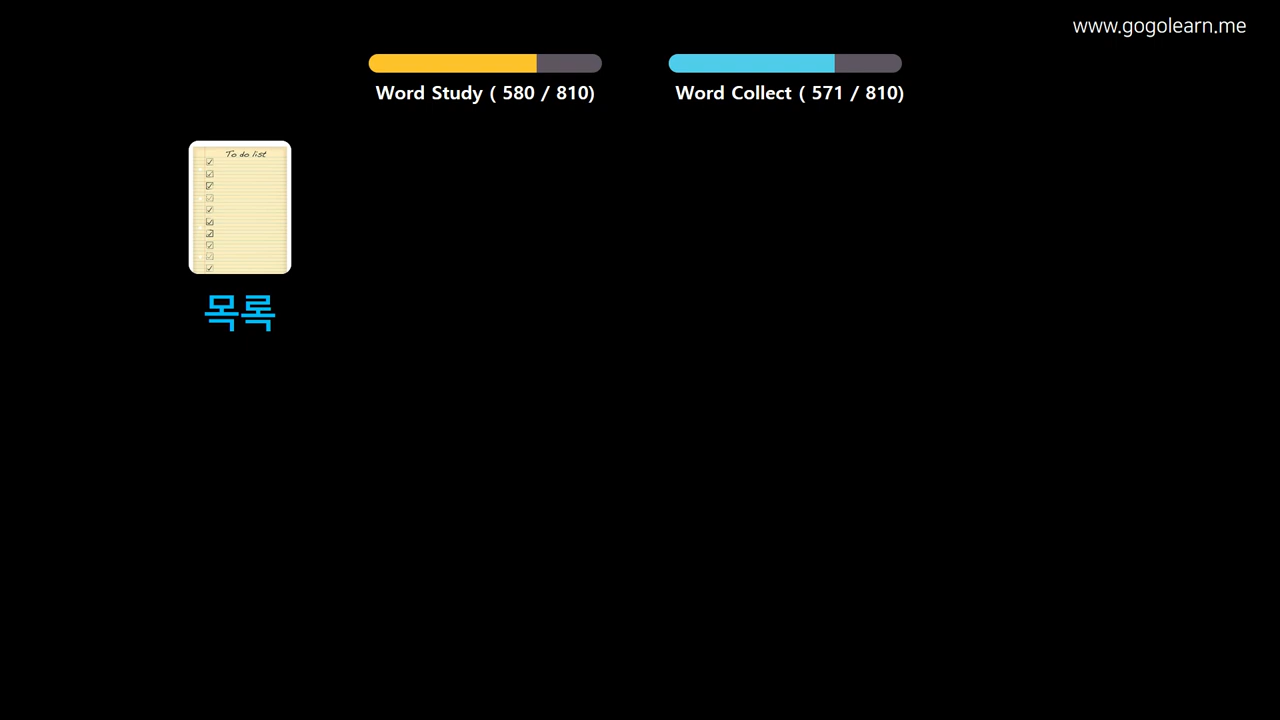 www.gogolearn.me
Word Study ( 580 / 810)
Word Collect ( 571 / 810)
To do list
목록